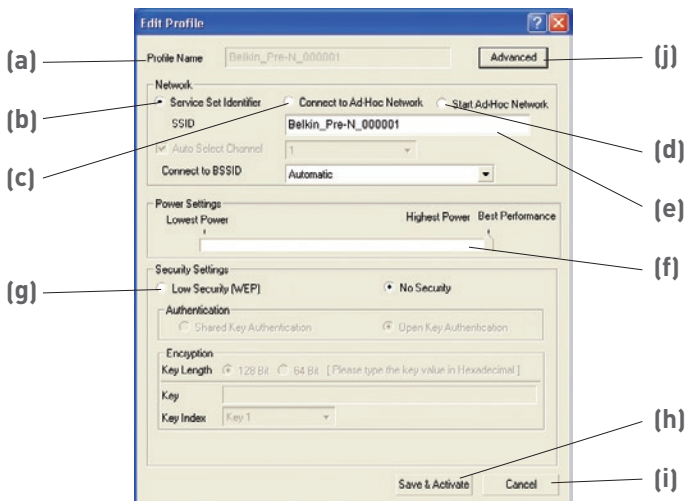 Edit Profile
(a) Profile Name Belkin_Pre-N_000001 Advanced (j)
Network
(b) Service Set Identifier Connect to Ad-Hoc Network Start Ad-Hoc Network
SSID Belkin_Pre-N_000001 (d)
Auto Select Channel 1
(c) Connect to BSSID Automatic (e)
Power Settings
Lowest Power Highest Power Best Performance
(f)
Security Settings
(g) Low Security (WEP) No Security
Authentication
Shared Key Authentication Open Key Authentication
Encryption
Key Length 128 Bit 64 Bit [ Please type the key value in Hexadecimal ]
Key
Key Index Key 1
(h)
Save & Activate Cancel (i)